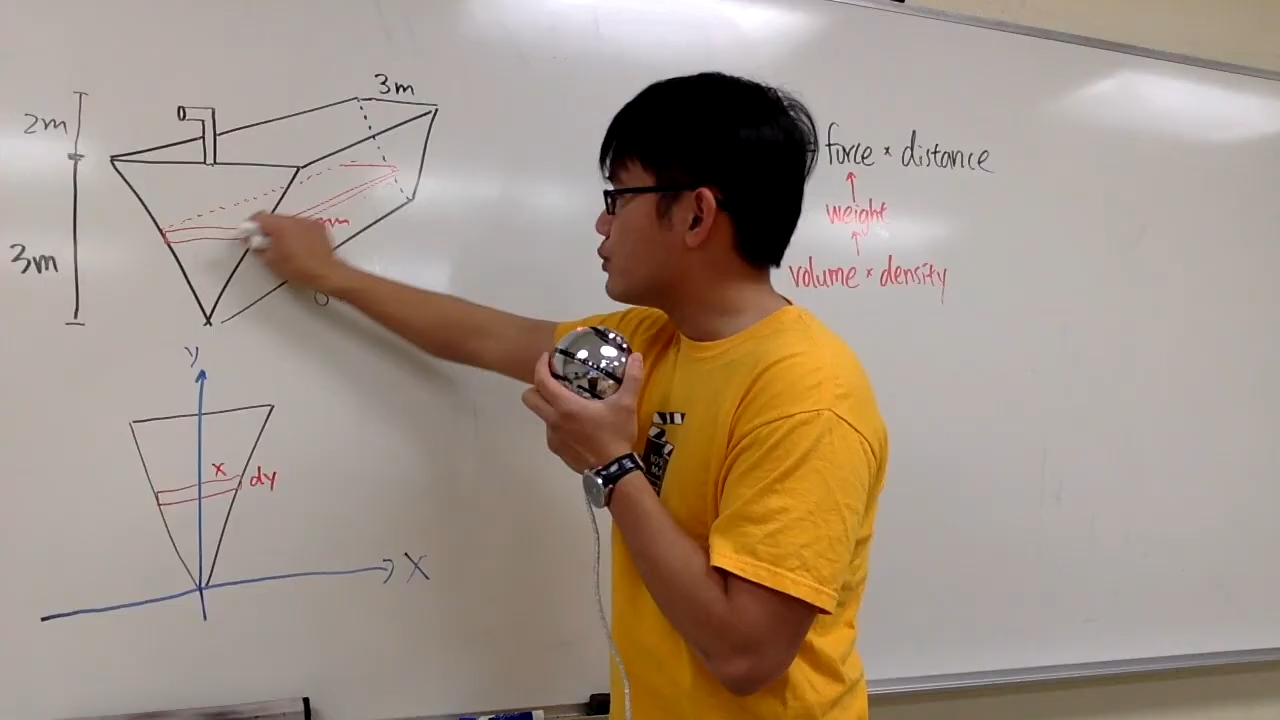 3m
2m
3m
force × distance
weight
volume × density
y
x
dy
X